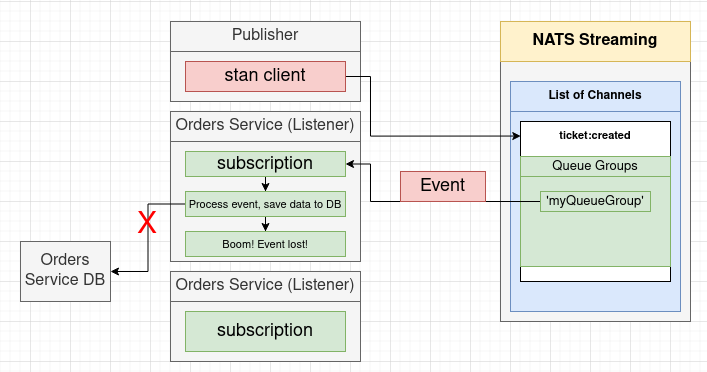 Publisher
stan client
Orders Service (Listener)
subscription
Process event, save data to DB
Boom! Event lost!
X
Orders
Service DB
Orders Service (Listener)
subscription
Event
NATS Streaming
List of Channels
ticket:created
Queue Groups
'myQueueGroup'